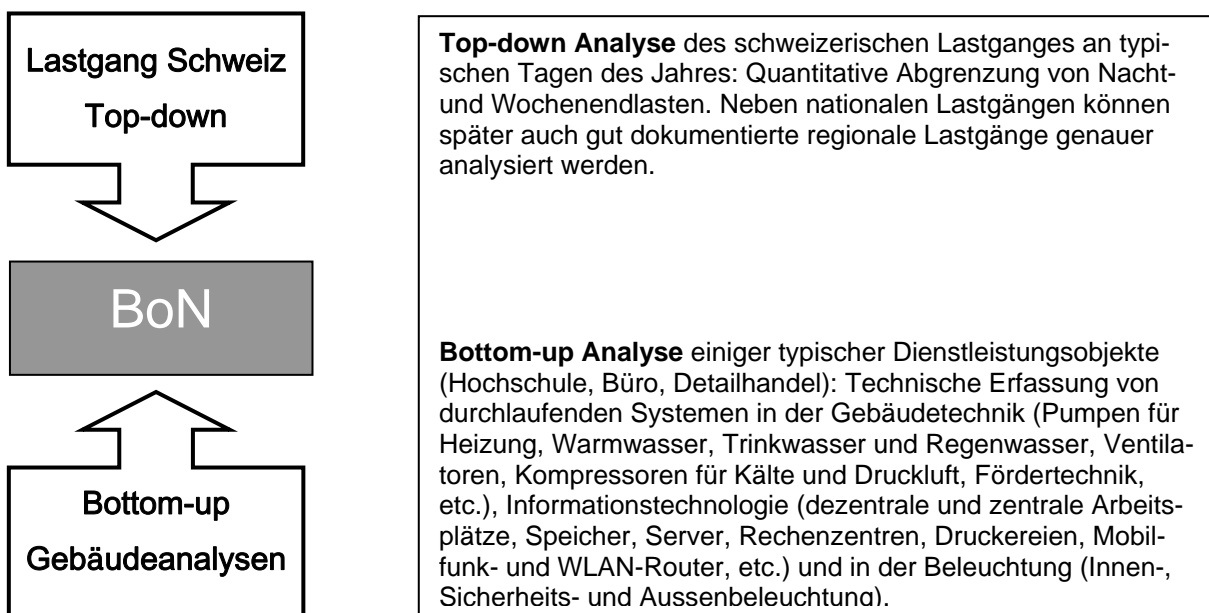 Lastgang Schweiz
Top-down
BoN
Bottom-up
Gebäudeanalysen
Top-down Analyse des schweizerischen Lastganges an typi-
schen Tagen des Jahres: Quantitative Abgrenzung von Nacht-
und Wochenendlasten. Neben nationalen Lastgängen können
später auch gut dokumentierte regionale Lastgänge genauer
analysiert werden.
Bottom-up Analyse einiger typischer Dienstleistungsobjekte
(Hochschule, Büro, Detailhandel): Technische Erfassung von
durchlaufenden Systemen in der Gebäudetechnik (Pumpen für
Heizung, Warmwasser, Trinkwasser und Regenwasser, Ventila-
toren, Kompressoren für Kälte und Druckluft, Fördertechnik,
etc.), Informationstechnologie (dezentrale und zentrale Arbeits-
plätze, Speicher, Server, Rechenzentren, Druckereien, Mobil-
funk- und WLAN-Router, etc.) und in der Beleuchtung (Innen-,
Sicherheits- und Aussenbeleuchtung).